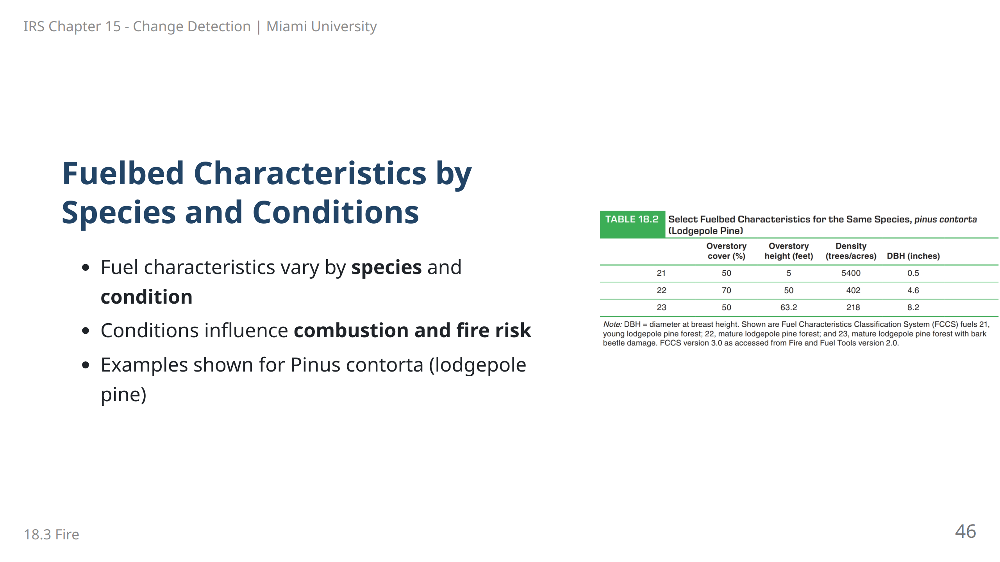 IRS Chapter 15 - Change Detection | Miami University
Fuelbed Characteristics by
Species and Conditions
• Fuel characteristics vary by species and
condition
• Conditions influence combustion and fire risk
• Examples shown for Pinus contorta (lodgepole
pine)
TABLE 18.2 Select Fuelbed Characteristics for the Same Species, pinus contorta
(Lodgepole Pine)
Overstory cover (%) Overstory height (feet) Density (trees/acres) DBH (inches)
21 50 5 5400 0.5
22 70 50 402 4.6
23 50 63.2 218 8.2
Note: DBH = diameter at breast height. Shown are Fuel Characteristics Classification System (FCCS) fuels 21,
young lodgepole pine forest; 22, mature lodgepole pine forest; and 23, mature lodgepole pine forest with bark
beetle damage. FCCS version 3.0 as accessed from Fire and Fuel Tools version 2.0.
18.3 Fire
46